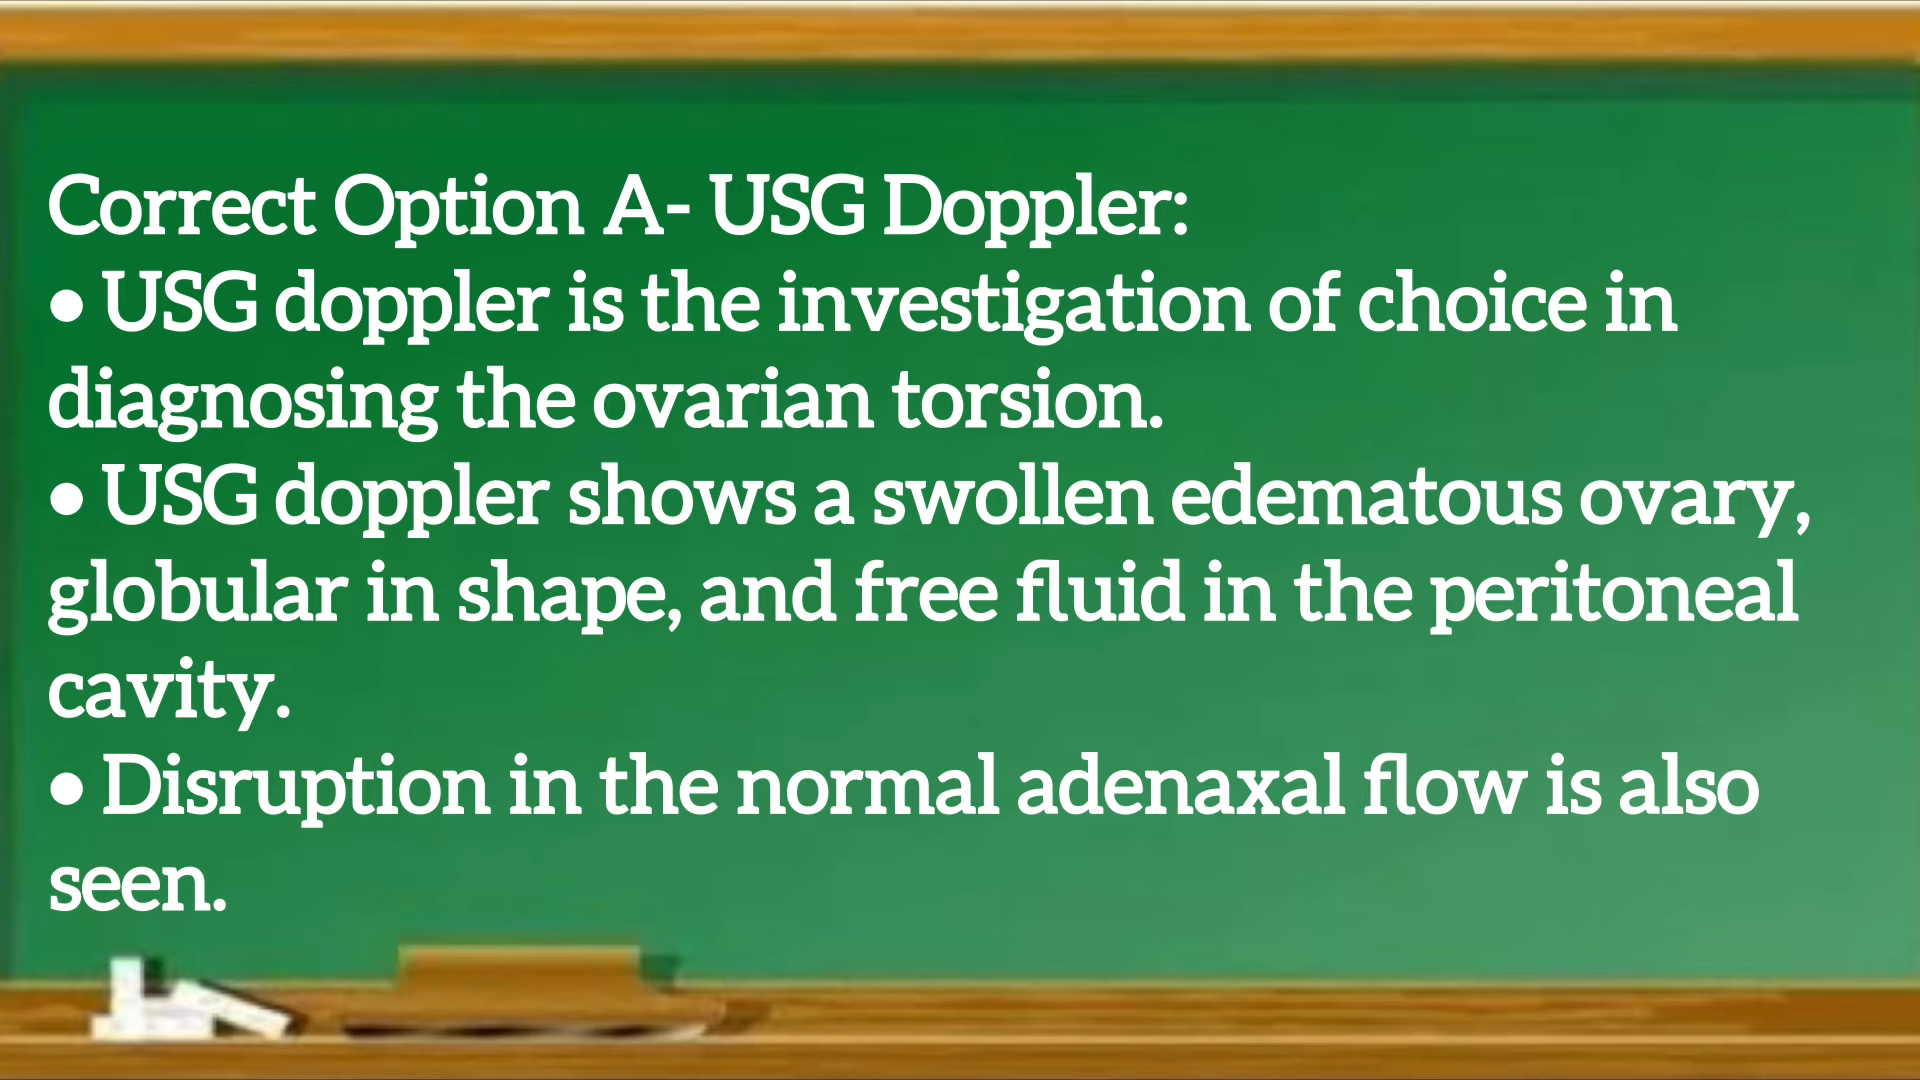 Correct Option A- USG Doppler:
• USG doppler is the investigation of choice in
diagnosing the ovarian torsion.
• USG doppler shows a swollen edematous ovary,
globular in shape, and free fluid in the peritoneal
cavity.
• Disruption in the normal adenaxal flow is also
seen.